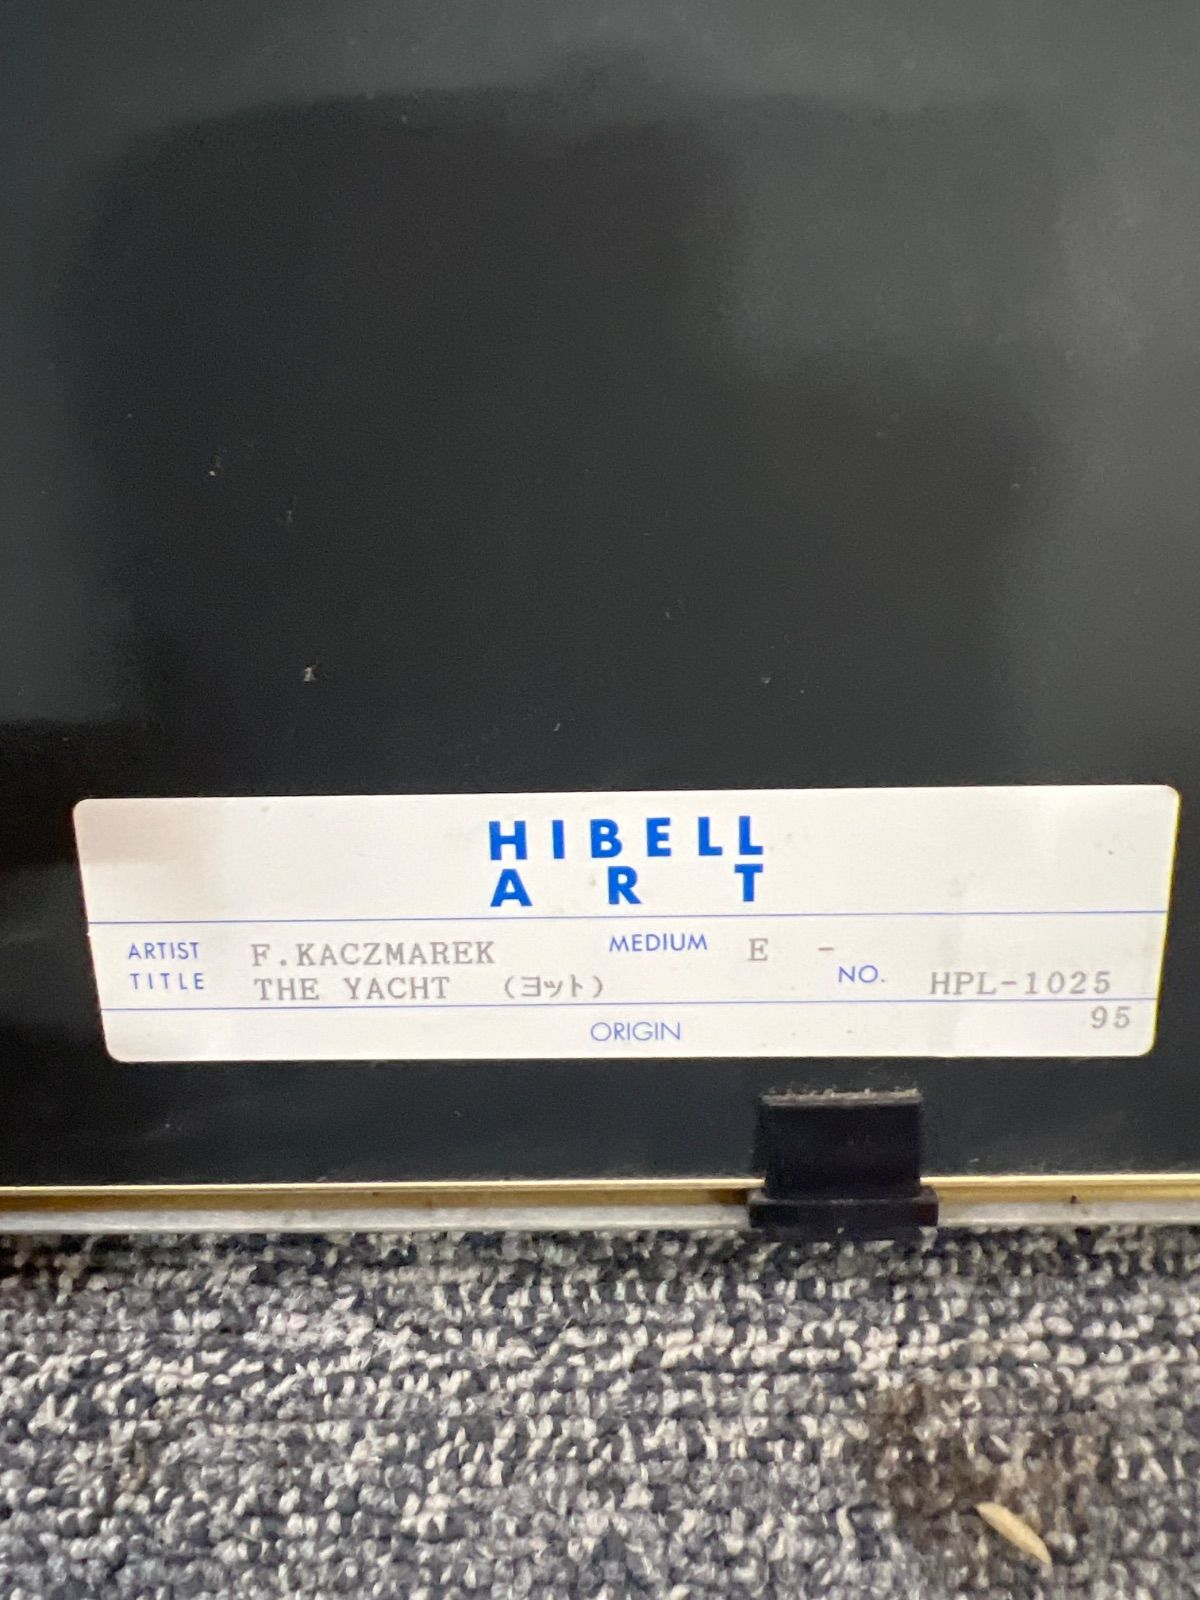 HIBELL
ART
ARTIST F.KACZMAREK MEDIUM E -
TITLE THE YACHT (ヨット) NO. HPL-1025
ORIGIN 95